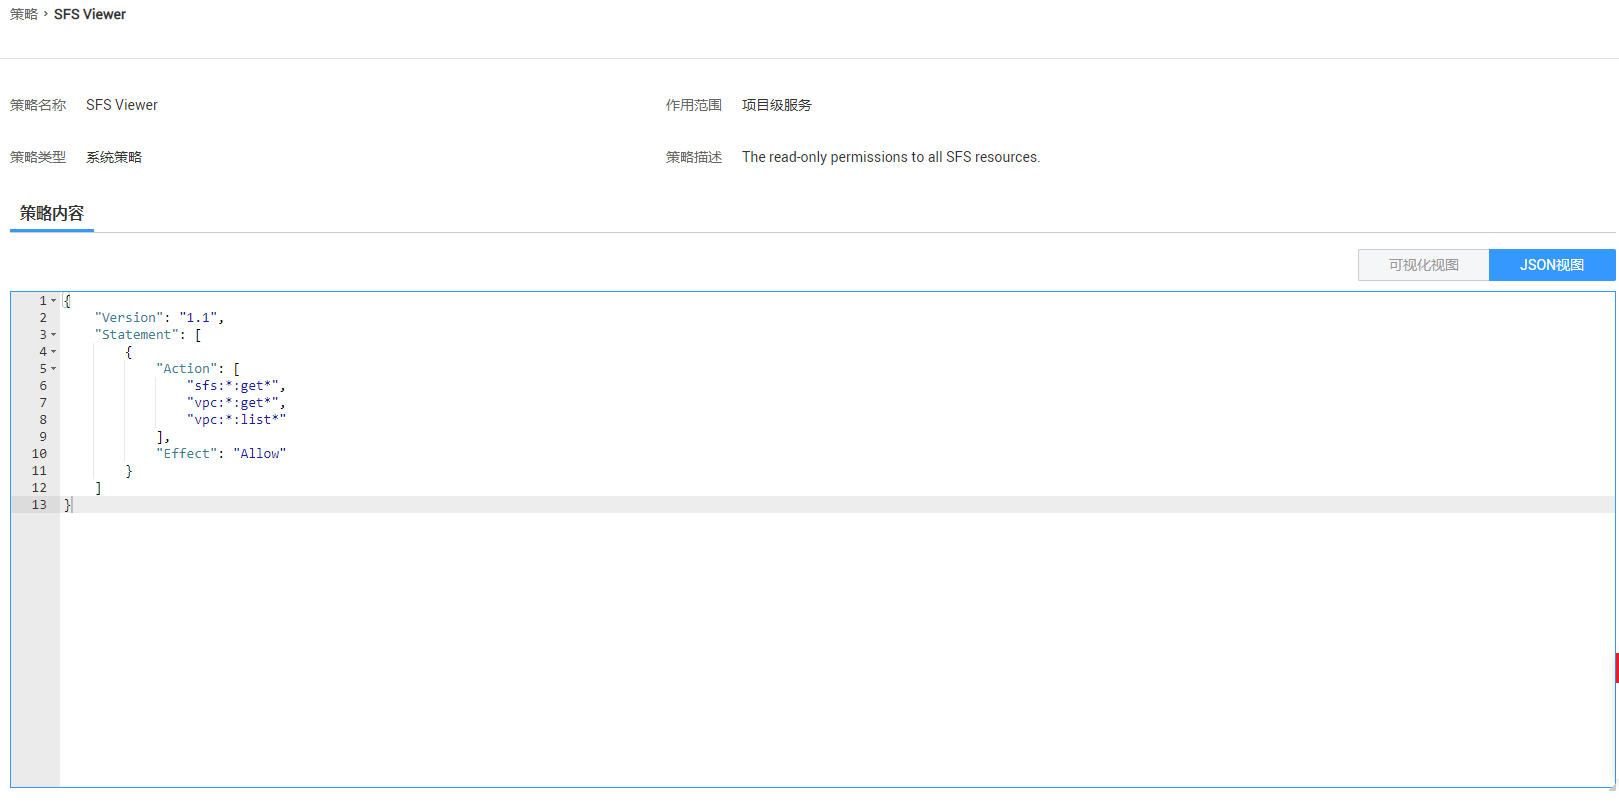 策略 › SFS Viewer
策略名称 SFS Viewer 作用范围 项目级服务
策略类型 系统策略 策略描述 The read-only permissions to all SFS resources.
策略内容
可视化视图 JSON视图
1 {
2 "Version": "1.1",
3 "Statement": [
4 {
5 "Action": [
6 "sfs:*:get*",
7 "vpc:*:get*",
8 "vpc:*:list*"
9 ],
10 "Effect": "Allow"
11 }
12 ]
13 }